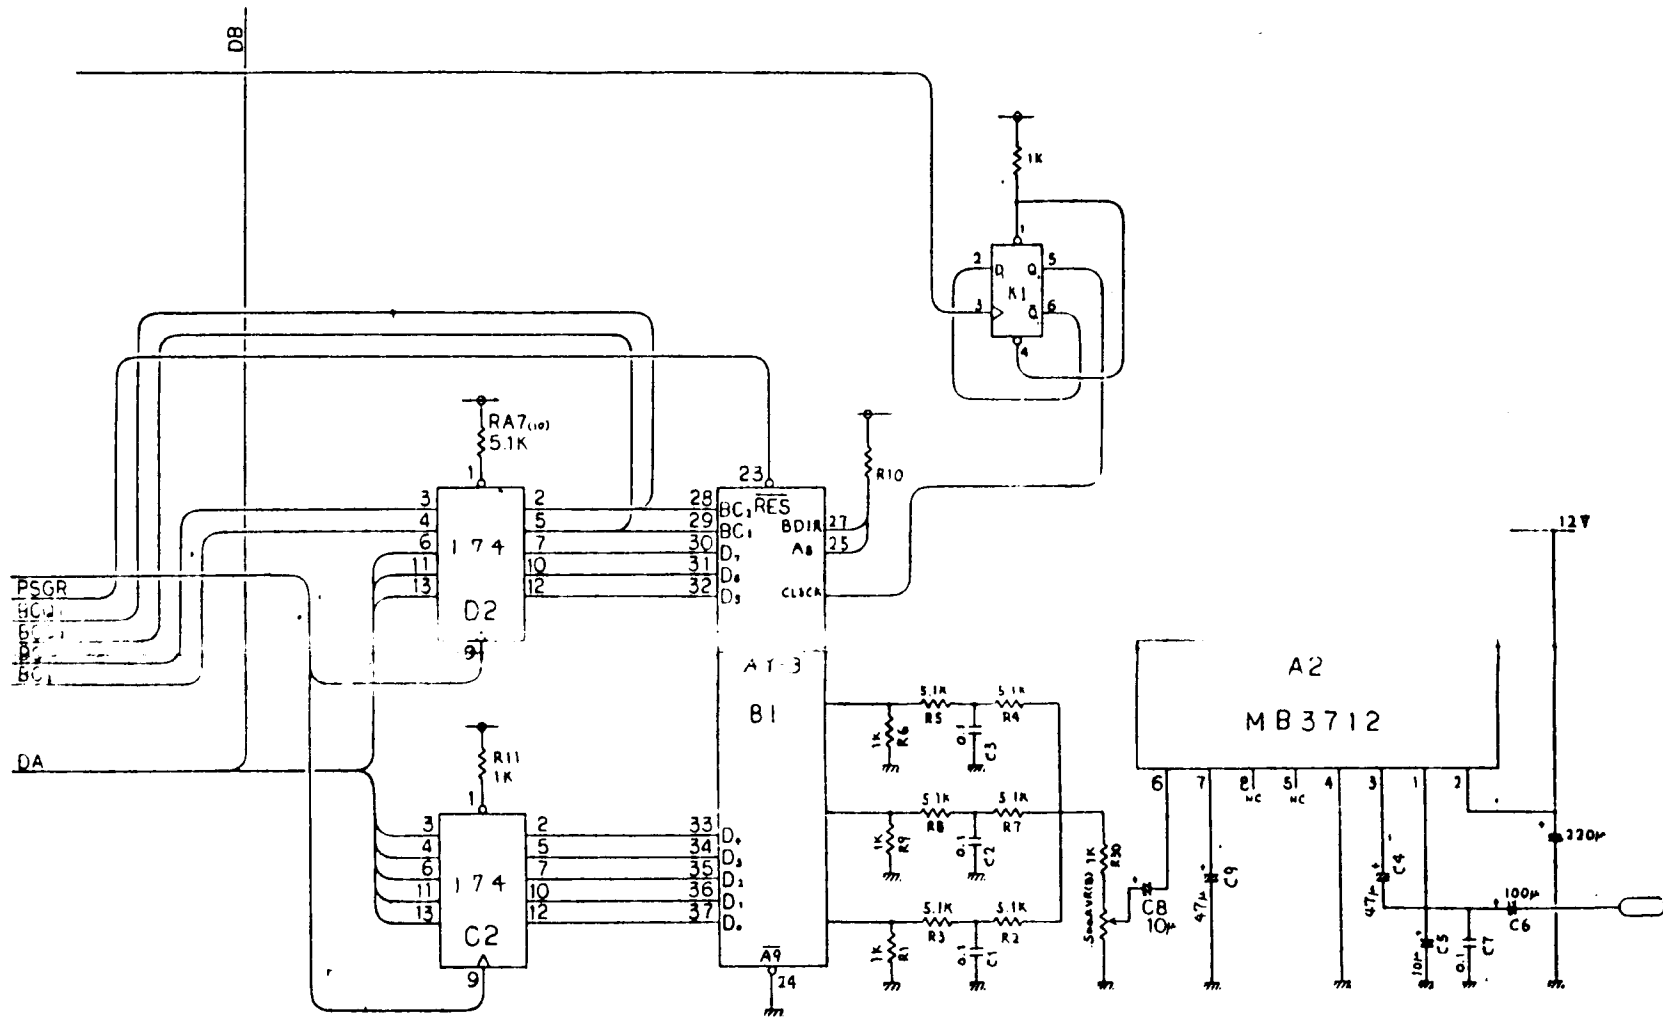 DB
1K
1
2 D Q 5
K1
3 Q̅ 6
4
RA7(10)
5.1K
1
23
R10
3 2 28 BC₂ R̅E̅S̅
4 5 29 BC₁ BDIR 27
6 174 7 30 D₇ A₈ 25
11 10 31 D₆
13 12 32 D₅ CLOCK
D2
9
12V
PSGR
DA
AY-3
B1
A2
MB3712
5.1K 5.1K
R5 R4
1K R6
0.1 C3
R11
1K
1
6 7 8 5 4 3 1 2
NC NC
5.1K 5.1K
R8 R7
1K R9
0.1 C2
1K R30
220μ
3 2 33 D₄
4 5 34 D₃
6 7 35 D₂
11 174 10 36 D₁
13 12 37 D₀
C2
9
A̅9̅
24
5.1K 5.1K
R3 R2
1K R1
0.1 C1
C8
10μ
47μ C9
47μ C4
100μ
C6
10μ C5
0.1 C7